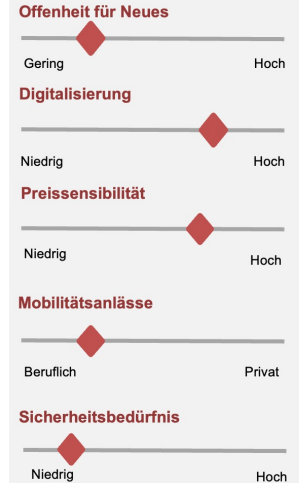 Offenheit für Neues
Gering Hoch
Digitalisierung
Niedrig Hoch
Preissensibilität
Niedrig Hoch
Mobilitätsanlässe
Beruflich Privat
Sicherheitsbedürfnis
Niedrig Hoch